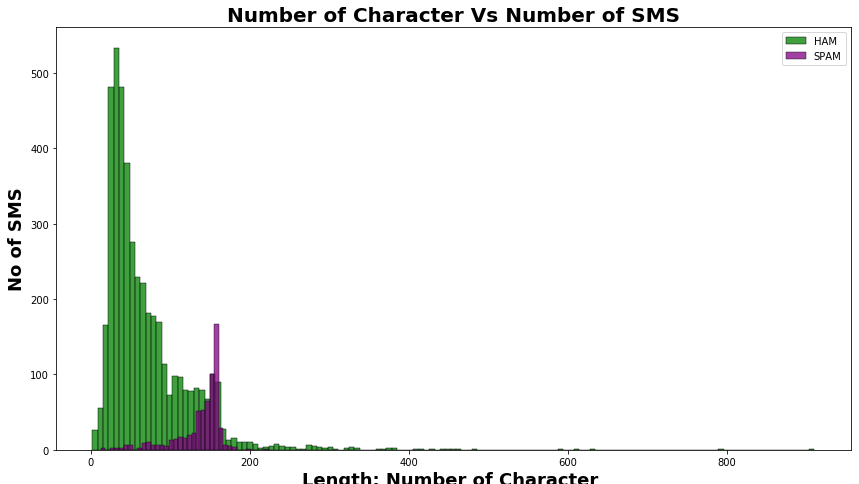 Number of Character Vs Number of SMS
HAM
SPAM
No of SMS
500
400
300
200
100
0
0
200
400
600
800
Length: Number of Character